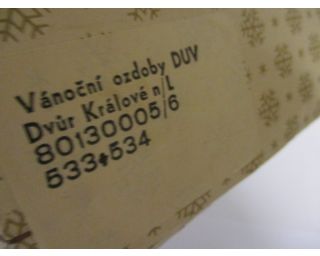 Vánoční ozdoby DUV
Dvůr Králové n/L
80130005/6
533+534